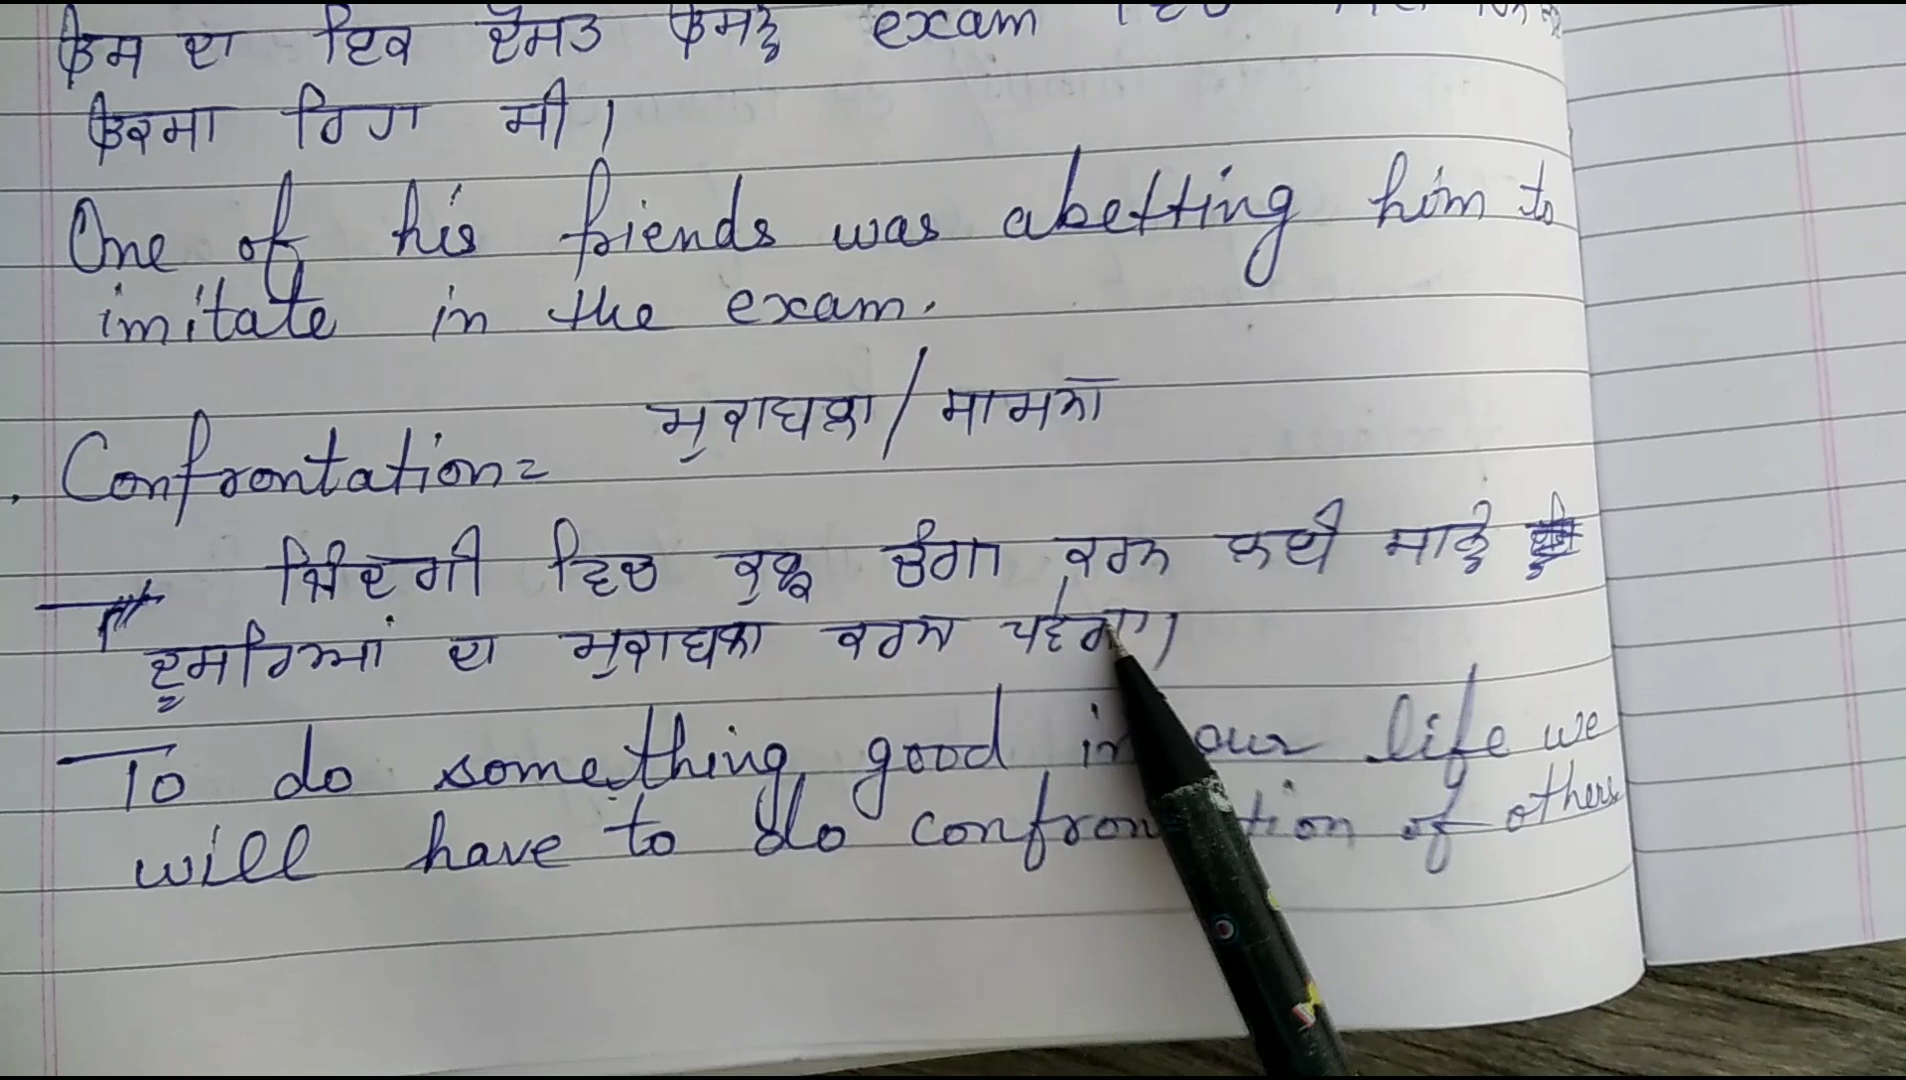 ਉਸ ਦਾ ਇਕ ਦੋਸਤ ਉਸਨੂੰ exam
ਉਕਸਾ ਰਿਹਾ ਸੀ।
One of his friends was abetting him to
imitate in the exam.
ਮੁਕਾਬਲਾ/ਸਾਮਨਾ
Confrontation=
ਜਿੰਦਗੀ ਵਿਚ ਕੁਝ ਚੰਗਾ ਕਰਨ ਲਈ ਸਾਨੂੰ
ਦੂਸਰਿਆਂ ਦਾ ਮੁਕਾਬਲਾ ਕਰਨਾ ਪਵੇਗਾ।
To do something good in our life we
will have to do confrontation of others.